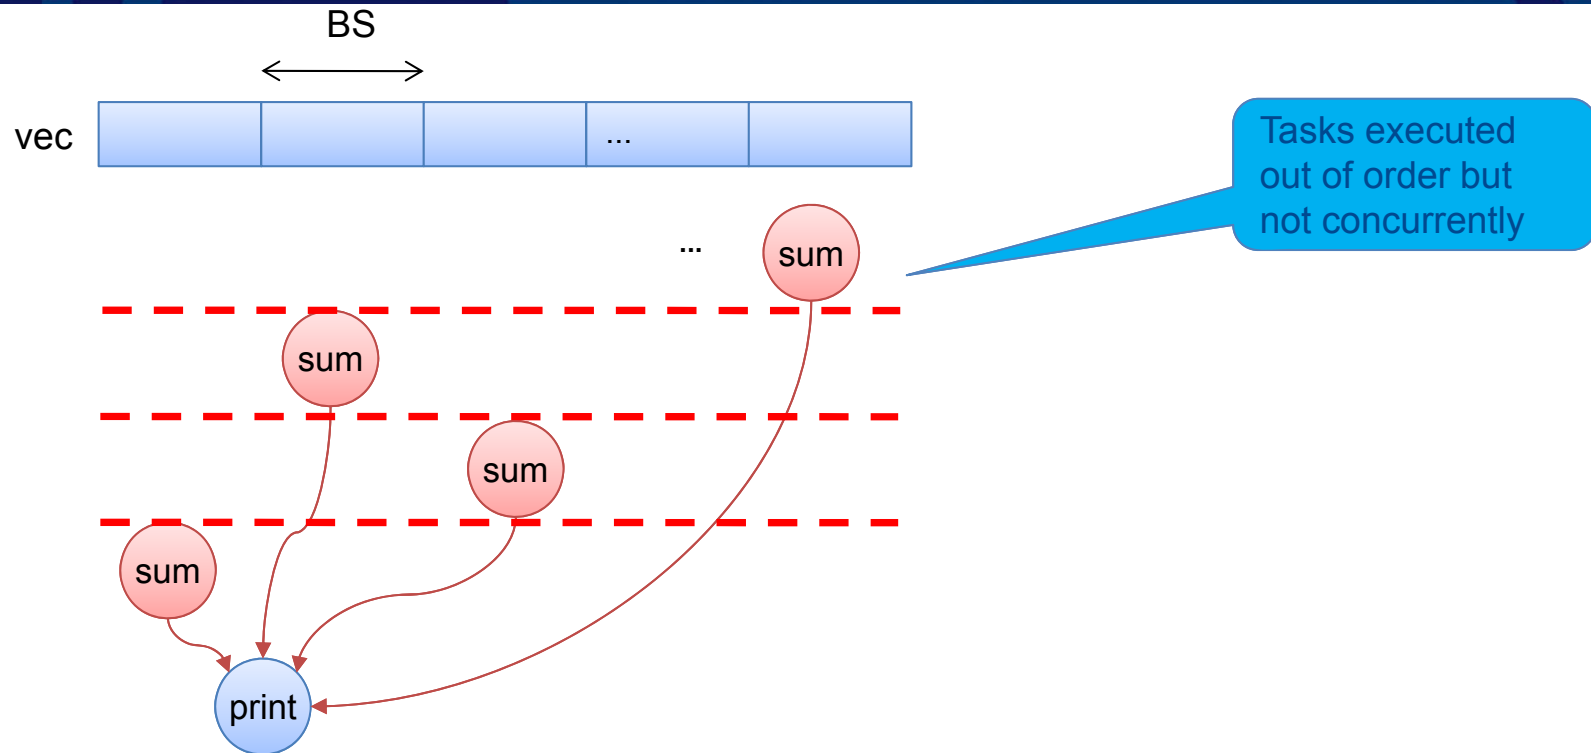 BS
vec
...
Tasks executed
out of order but
not concurrently
...
sum
sum
sum
sum
print